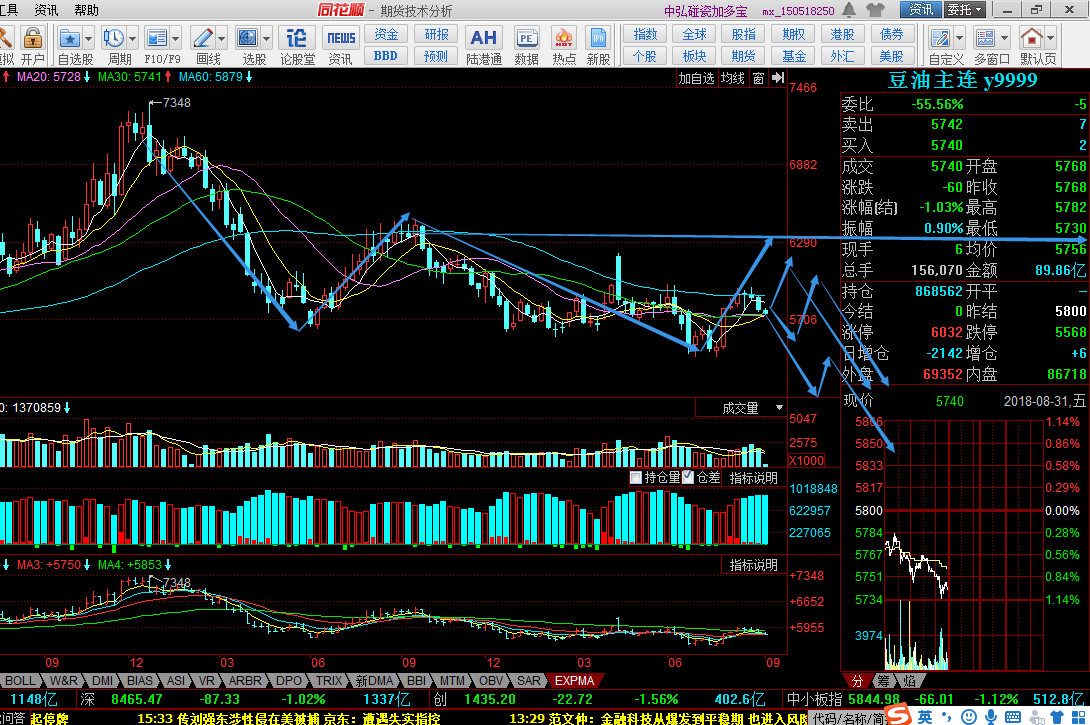 工具 资讯 帮助 同花顺 - 期货技术分析 中弘碰瓷加多宝 mx_150518250 资讯 委托
资金 研报 指数 全球 股指 期权 港股 债券
模拟 开户 自选股 周期 F10/F9 画线 选股 论 论股堂 NEWS 资讯 BBD 预测 AH 陆港通 PE 数据 HOT 热点 IPO 新股 个股 板块 期货 基金 外汇 美股 自定义 多窗口 默认页
MA20: 5728 MA30: 5741 MA60: 5879 加自选 均线 窗
豆油主连 y9999
7466
7348
6882
6290
5706
委比 -55.56% -5
卖出 5742 7
买入 5740 2
成交 5740 开盘 5768
涨跌 -60 昨收 5768
涨幅(结) -1.03% 最高 5782
振幅 0.90% 最低 5730
现手 6 均价 5756
总手 156,070 金额 89.86亿
持仓 868562 开平 —
今结 0 昨结 5800
涨停 6032 跌停 5568
日增仓 -2142 增仓 +6
外盘 69352 内盘 86718
现价 5740 2018-08-31,五
0: 1370859 成交量
5047
2575
X1000
持仓量 仓差 指标说明
1018848
622957
227065
MA3: +5750 MA4: +5853 指标说明
7348
+7348
+6652
+5955
5866 1.14%
5850 0.86%
5833 0.58%
5817 0.29%
5800 0.00%
5784 0.28%
5767 0.56%
5751 0.84%
5734 1.14%
3974
09 12 03 06 09 12 03 06 09
BOLL W&R DMI BIAS ASI VR ARBR DPO TRIX 新DMA BBI MTM OBV SAR EXPMA 分 筹 焰
1148亿 深 8465.47 -87.33 -1.02% 1337亿 创 1435.20 -22.72 -1.56% 402.6亿 中小板指 5844.98 -66.01 -1.12% 512.8亿
问答 起停牌 15:33 传刘强东涉性侵在美被捕 京东：遭遇失实指控 13:29 范文仲：金融科技从爆发到平稳期 也进入风险 代码/名称/简 英